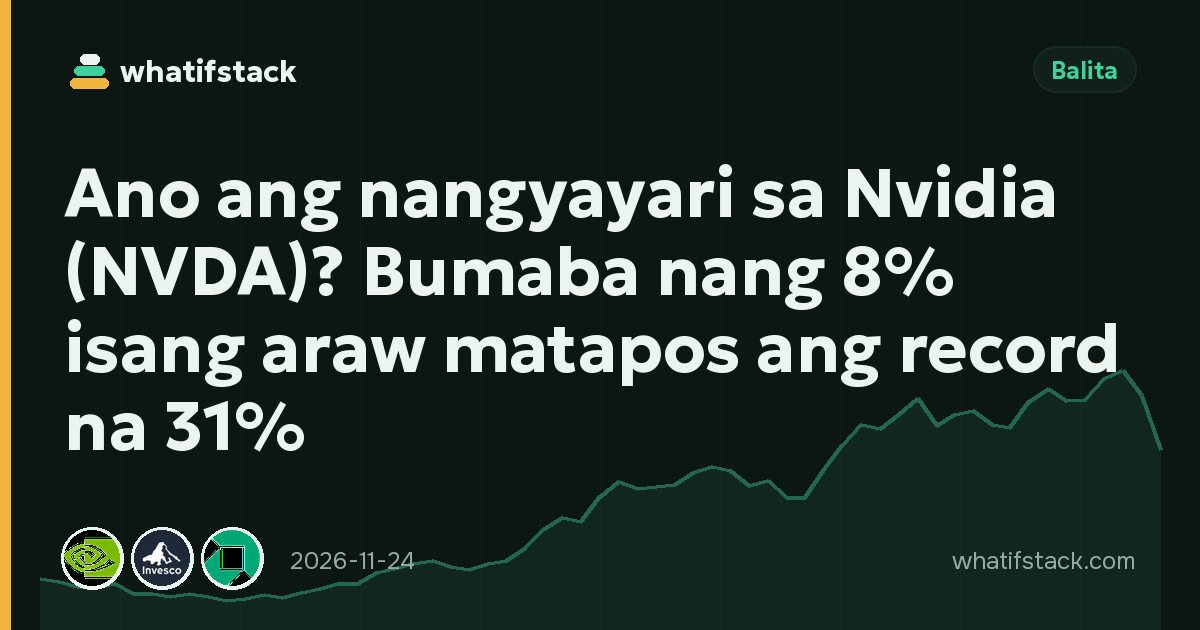 whatifstack
Balita
Ano ang nangyayari sa Nvidia
(NVDA)? Bumaba nang 8%
isang araw matapos ang record
na 31%
Invesco
2026-11-24
whatifstack.com